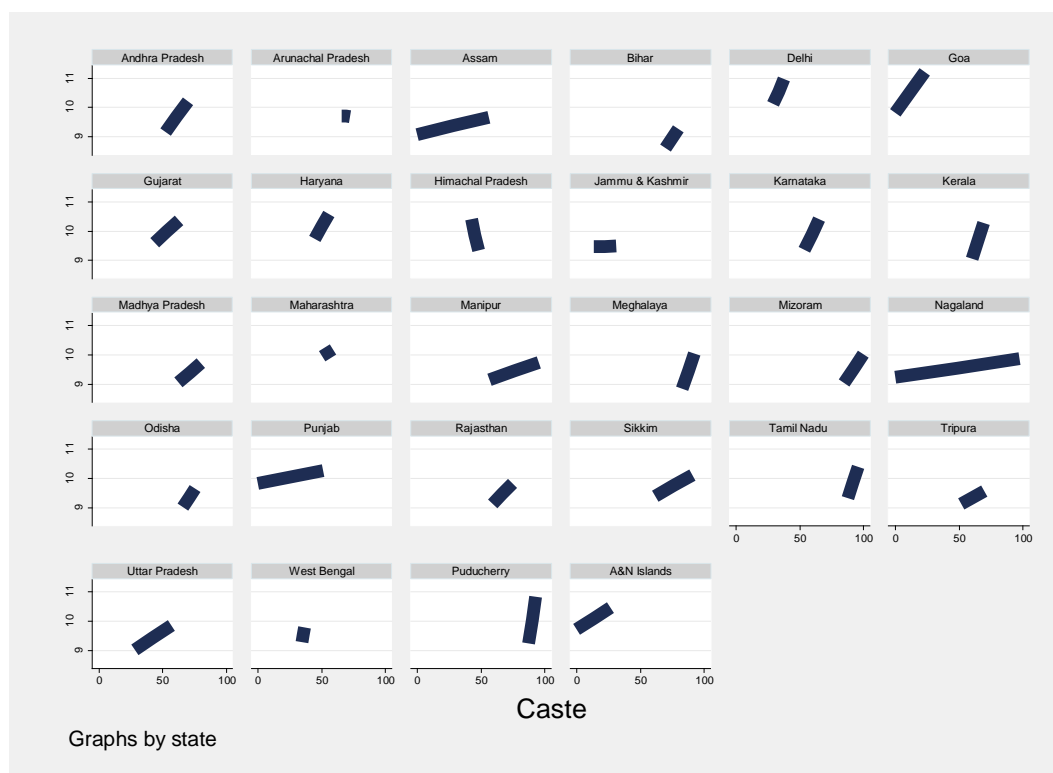 Andhra Pradesh Arunachal Pradesh Assam Bihar Delhi Goa
11
10
9
Gujarat Haryana Himachal Pradesh Jammu & Kashmir Karnataka Kerala
11
10
9
Madhya Pradesh Maharashtra Manipur Meghalaya Mizoram Nagaland
11
10
9
Odisha Punjab Rajasthan Sikkim Tamil Nadu Tripura
11
10
9
0 50 100 0 50 100
Uttar Pradesh West Bengal Puducherry A&N Islands
11
10
9
0 50 100 0 50 100 0 50 100 0 50 100
Caste
Graphs by state